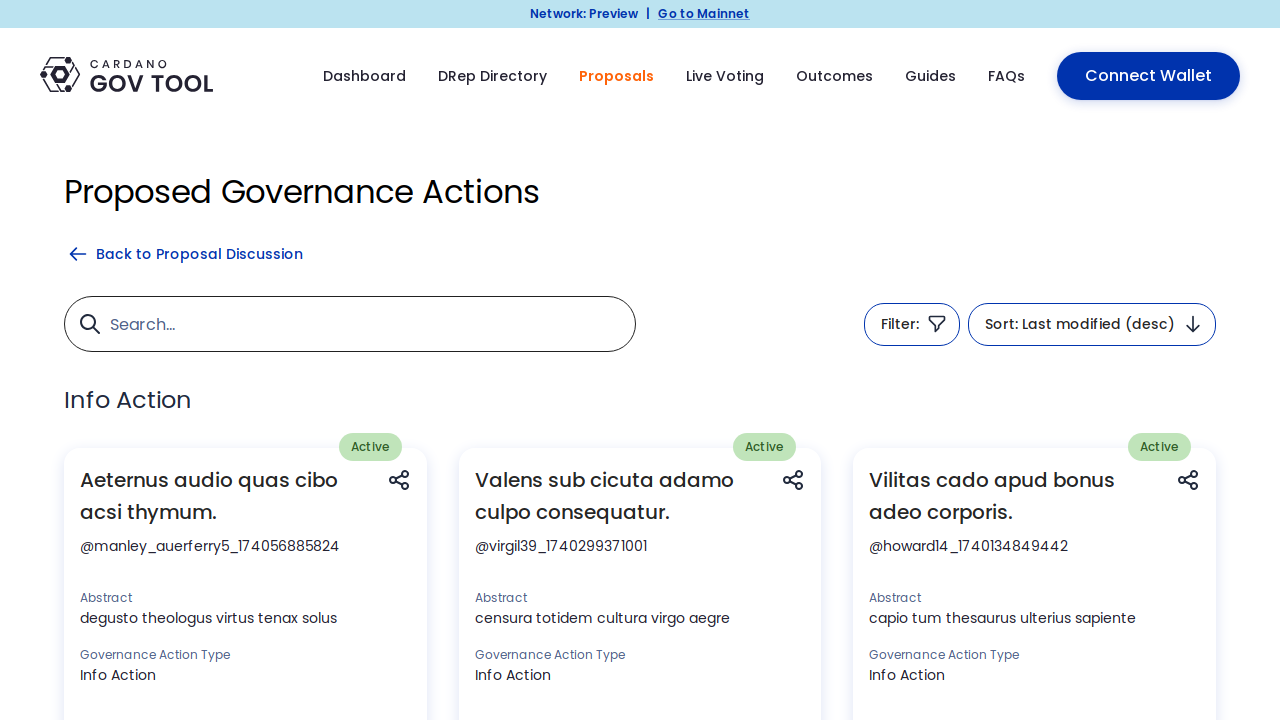 Network: Preview | Go to Mainnet
CARDANO
GOV TOOL
Dashboard DRep Directory Proposals Live Voting Outcomes Guides FAQs Connect Wallet
Proposed Governance Actions
Back to Proposal Discussion
Search...
Filter: Sort: Last modified (desc)
Info Action
Active Active Active
Aeternus audio quas cibo
acsi thymum.
@manley_auerferry5_174056885824
Abstract
degusto theologus virtus tenax solus
Governance Action Type
Info Action
Valens sub cicuta adamo
culpo consequatur.
@virgil39_1740299371001
Abstract
censura totidem cultura virgo aegre
Governance Action Type
Info Action
Vilitas cado apud bonus
adeo corporis.
@howard14_1740134849442
Abstract
capio tum thesaurus ulterius sapiente
Governance Action Type
Info Action